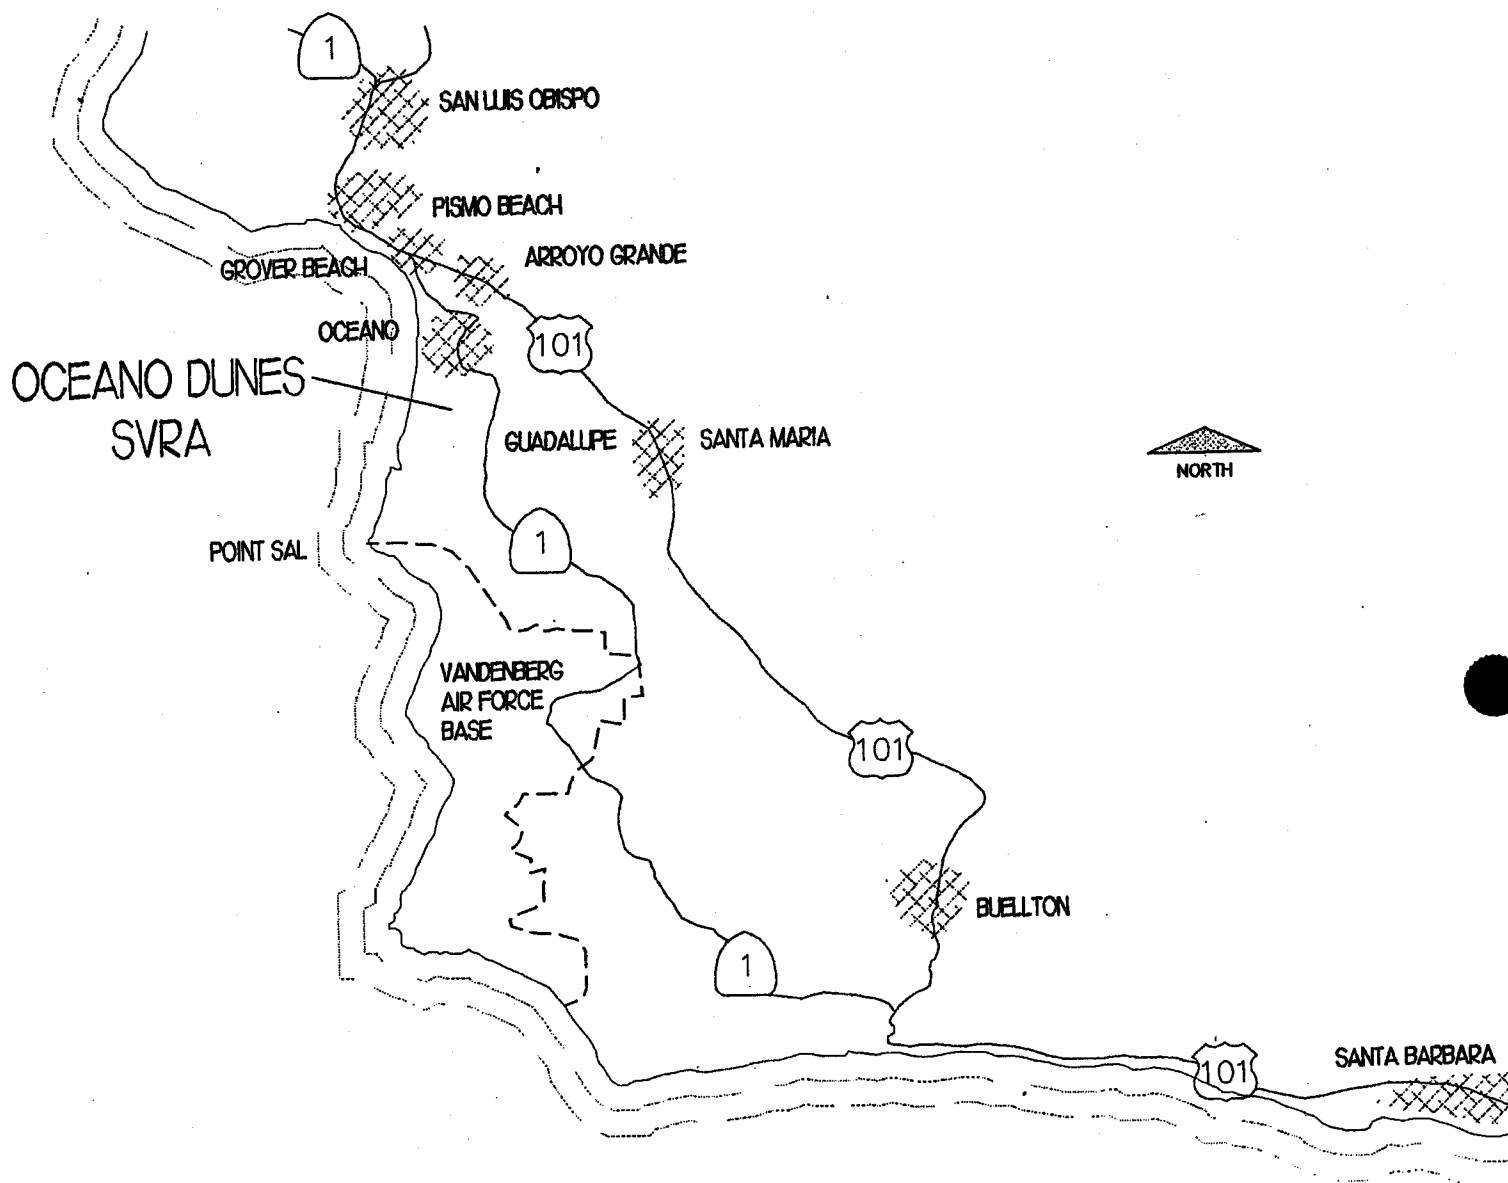 1
SAN LUIS OBISPO
PISMO BEACH
ARROYO GRANDE
GROVER BEACH
OCEANO
101
OCEANO DUNES
SVRA
GUADALUPE
SANTA MARIA
NORTH
POINT SAL
1
VANDENBERG
AIR FORCE
BASE
101
BUELLTON
1
SANTA BARBARA
101